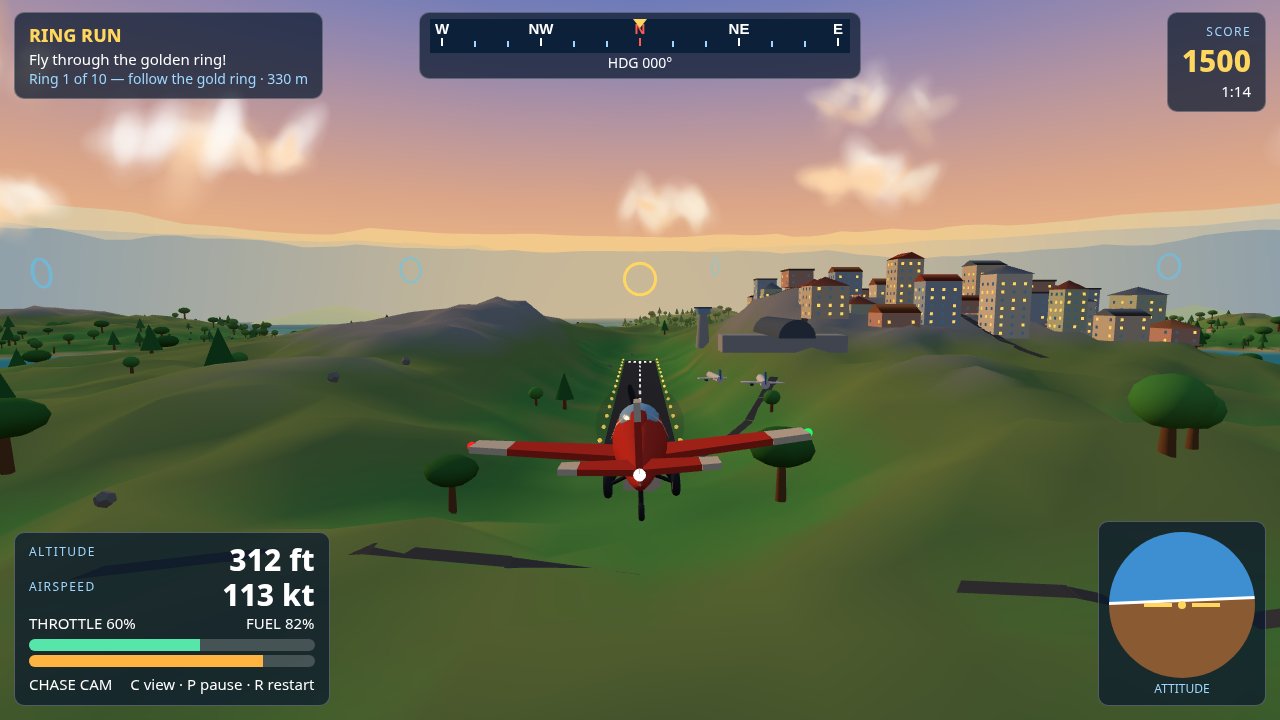 RING RUN
Fly through the golden ring!
Ring 1 of 10 — follow the gold ring · 330 m
W NW N NE E
HDG 000°
SCORE
1500
1:14
ALTITUDE 312 ft
AIRSPEED 113 kt
THROTTLE 60% FUEL 82%
CHASE CAM C view · P pause · R restart
ATTITUDE